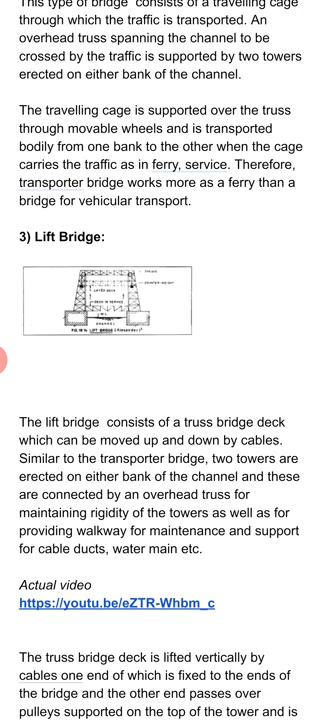 This type of bridge  consists of a travelling cage
through which the traffic is transported. An
overhead truss spanning the channel to be
crossed by the traffic is supported by two towers
erected on either bank of the channel.
The travelling cage is supported over the truss
through movable wheels and is transported
bodily from one bank to the other when the cage
carries the traffic as in ferry, service. Therefore,
transporter bridge works more as a ferry than a
bridge for vehicular transport.
3) Lift Bridge:
COUNTER-WEIGHT
LIFTED DECK
DECK IN SERVICE
CHANNEL
LIFT BRIDGE
The lift bridge  consists of a truss bridge deck
which can be moved up and down by cables.
Similar to the transporter bridge, two towers are
erected on either bank of the channel and these
are connected by an overhead truss for
maintaining rigidity of the towers as well as for
providing walkway for maintenance and support
for cable ducts, water main etc.
Actual video
https://youtu.be/eZTR-Whbm_c
The truss bridge deck is lifted vertically by
cables one end of which is fixed to the ends of
the bridge and the other end passes over
pulleys supported on the top of the tower and is